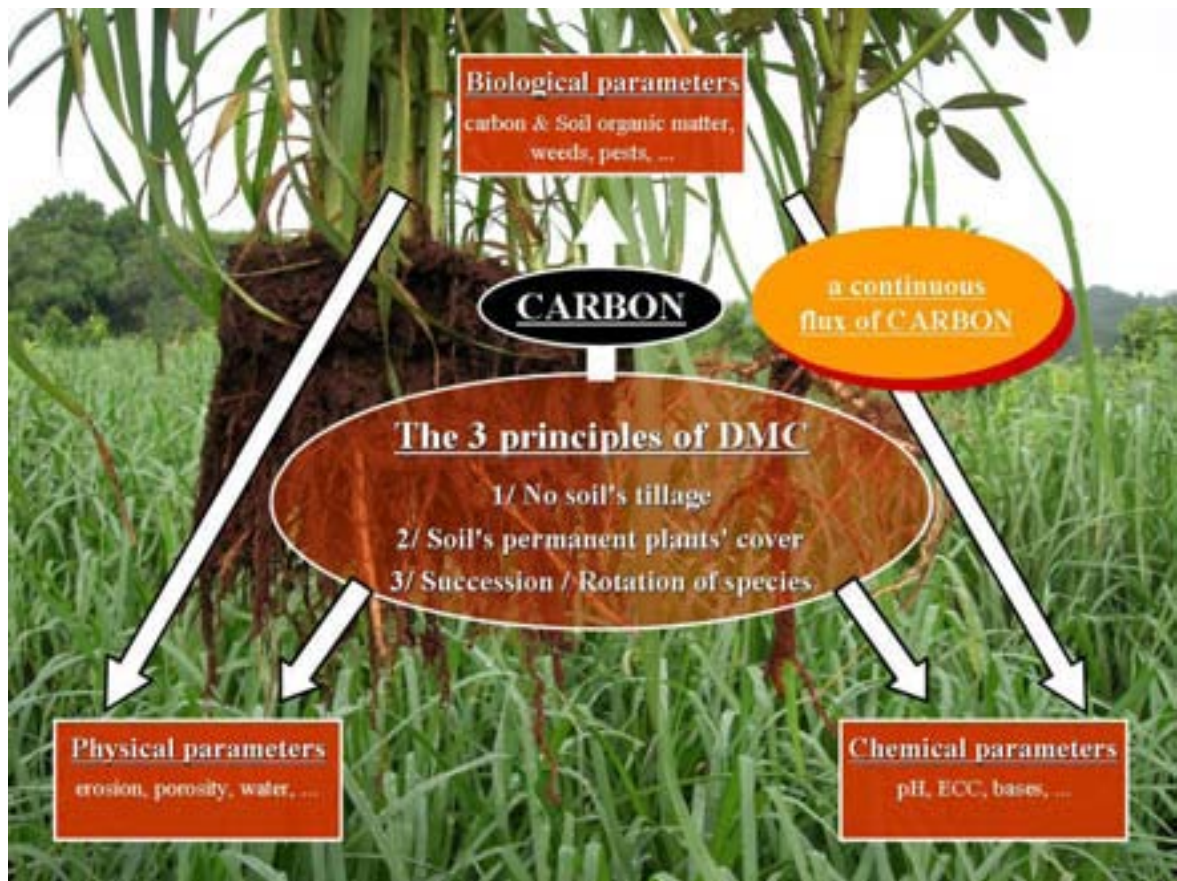 Biological parameters
carbon & Soil organic matter,
weeds, pests, ...
CARBON
a continuous
flux of CARBON
The 3 principles of DMC
1/ No soil's tillage
2/ Soil's permanent plants' cover
3/ Succession / Rotation of species
Physical parameters
erosion, porosity, water, ...
Chemical parameters
pH, ECC, bases, ...